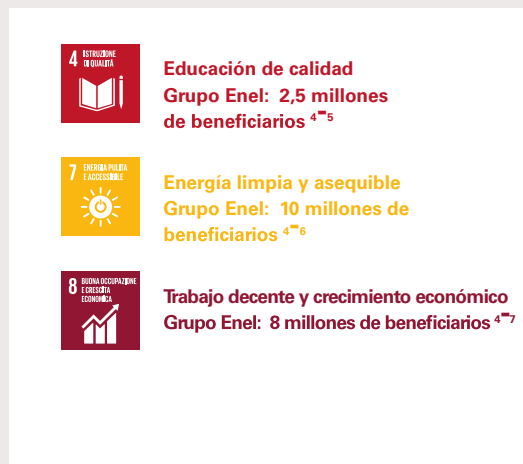 4 ISTRUZIONE
DI QUALITÀ
Educación de calidad
Grupo Enel: 2,5 millones
de beneficiarios 4-5
7 ENERGIA PULITA
E ACCESSIBILE
Energía limpia y asequible
Grupo Enel: 10 millones de
beneficiarios 4-6
8 BUONA OCCUPAZIONE
E CRESCITA
ECONOMICA
Trabajo decente y crecimiento económico
Grupo Enel: 8 millones de beneficiarios 4-7